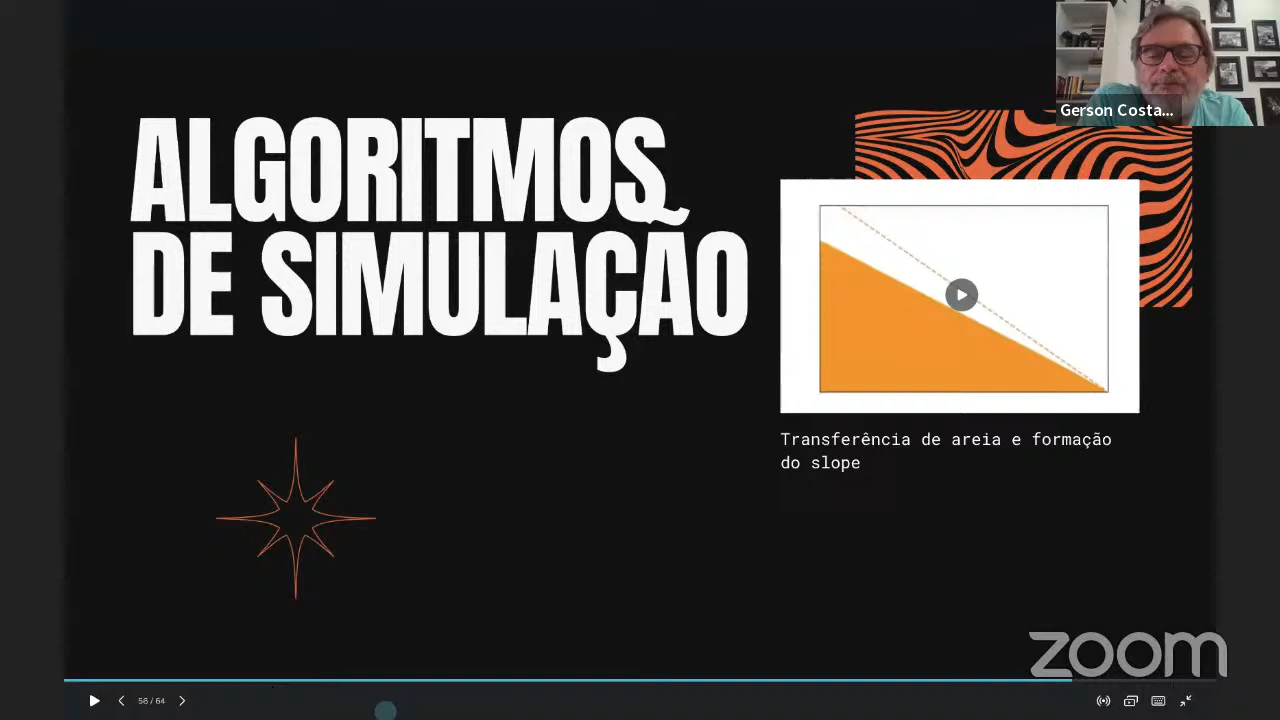 Gerson Costa...
ALGORITMOS
DE SIMULAÇÃO
Transferência de areia e formação
do slope
zoom
56 / 64